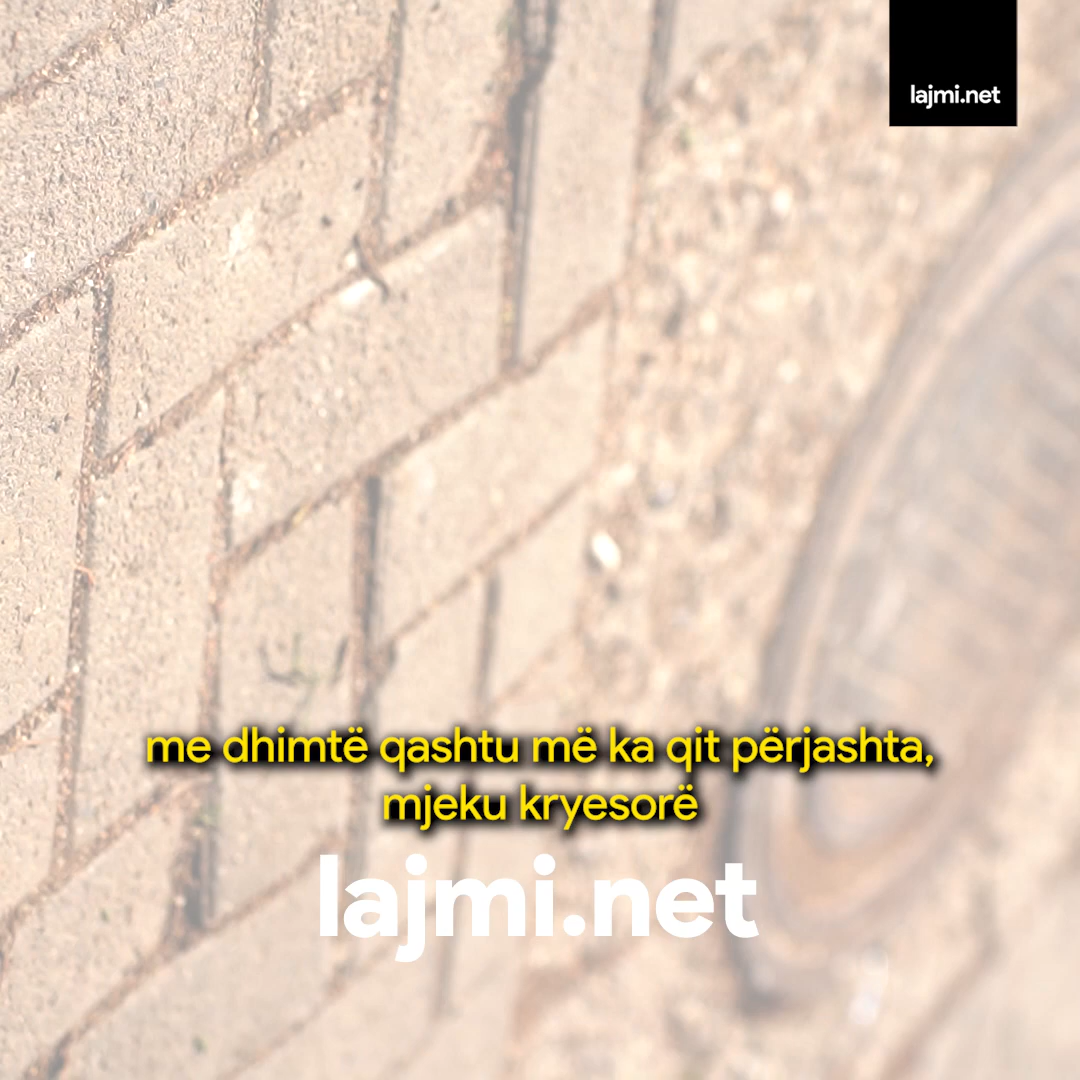 lajmi.net
me dhimtë qashtu më ka qit përjashta,
mjeku kryesorë
lajmi.net